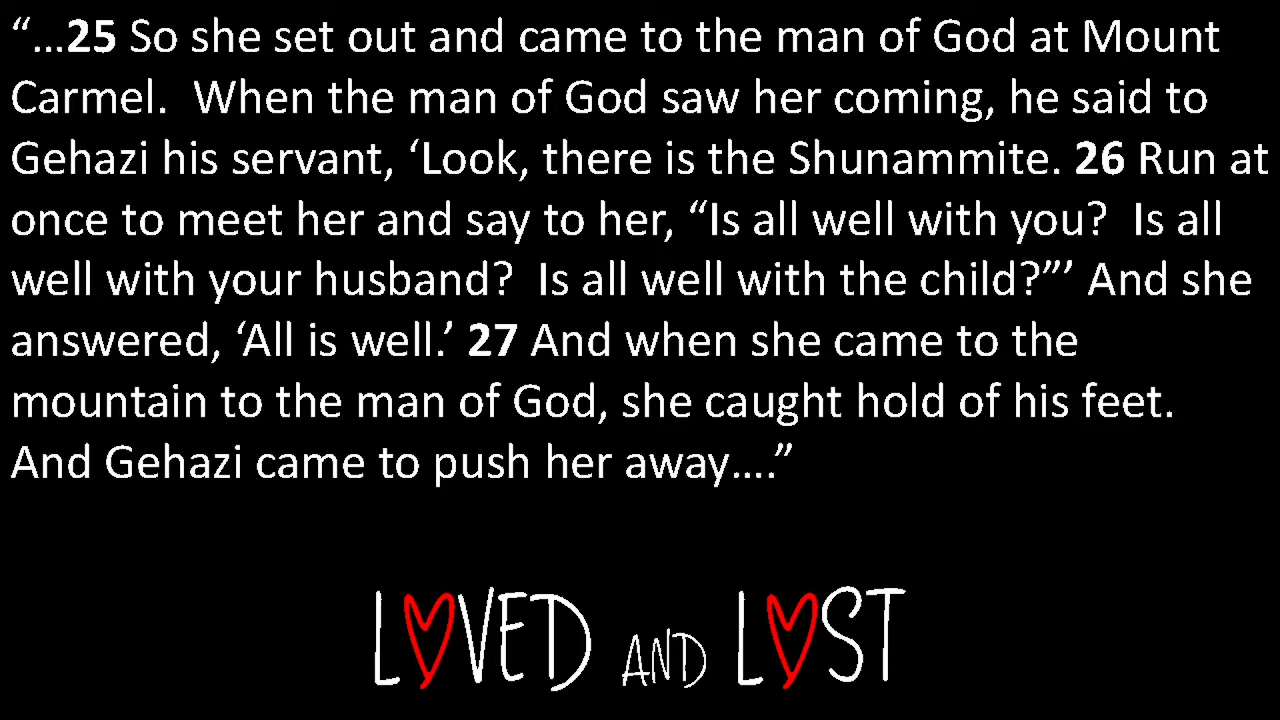 “…25 So she set out and came to the man of God at Mount
Carmel.  When the man of God saw her coming, he said to
Gehazi his servant, ‘Look, there is the Shunammite. 26 Run at
once to meet her and say to her, “Is all well with you?  Is all
well with your husband?  Is all well with the child?”’ And she
answered, ‘All is well.’ 27 And when she came to the
mountain to the man of God, she caught hold of his feet.
And Gehazi came to push her away….”
LOVED AND LOST